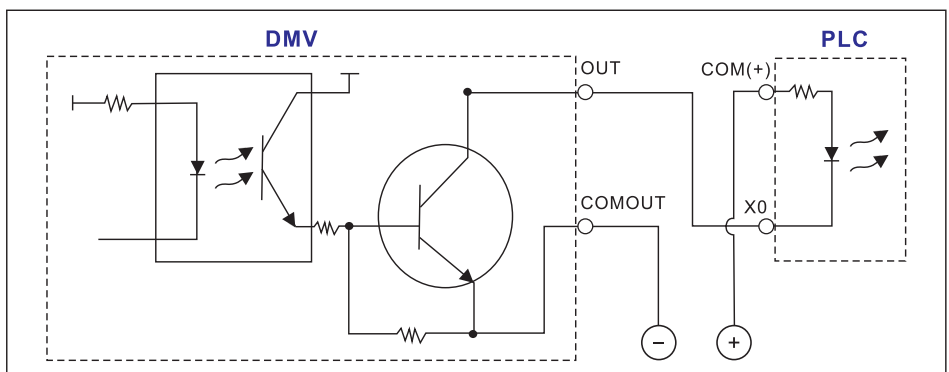 DMV
PLC
OUT
COM(+)
COMOUT
X0
-
+